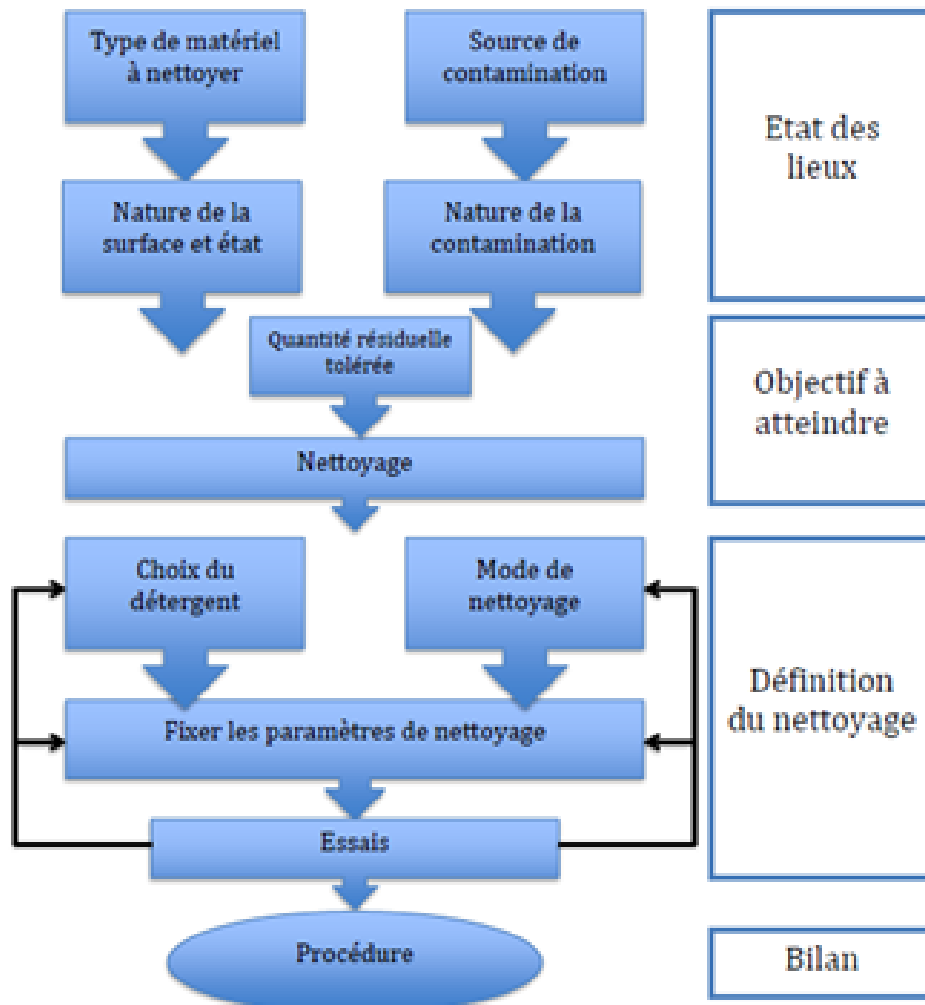 Type de matériel
à nettoyer
Source de
contamination
Etat des
lieux
Nature de la
surface et état
Nature de la
contamination
Quantité résiduelle
tolérée
Objectif à
atteindre
Nettoyage
Choix du
détergent
Mode de
nettoyage
Définition
du nettoyage
Fixer les paramètres de nettoyage
Essais
Procédure
Bilan